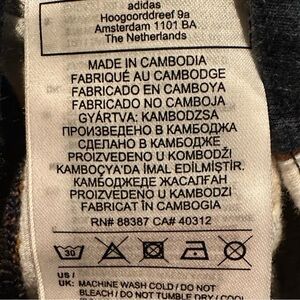 adidas
Hoogoorddreef 9a
Amsterdam 1101 BA
The Netherlands
MADE IN CAMBODIA
FABRIQUÉ AU CAMBODGE
FABRICADO EN CAMBOYA
FABRICADO NO CAMBOJA
GYÁRTVA: KAMBODZSA
ПРОИЗВЕДЕНО В КАМБОДЖА
СДЕЛАНО В КАМБОДЖЕ
PROIZVEDENO U KOMBODŽI
KAMBOÇYA'DA İMAL EDİLMİŞTİR.
КАМБОДЖЕДЕ ЖАСАЛҒАН
PROIZVEDENO U KAMBODZI
FABRICAT ÎN CAMBOGIA
RN# 88387 CA# 40312
30
US /
UK: MACHINE WASH COLD / DO NOT
BLEACH / DO NOT TUMBLE DRY / COOL